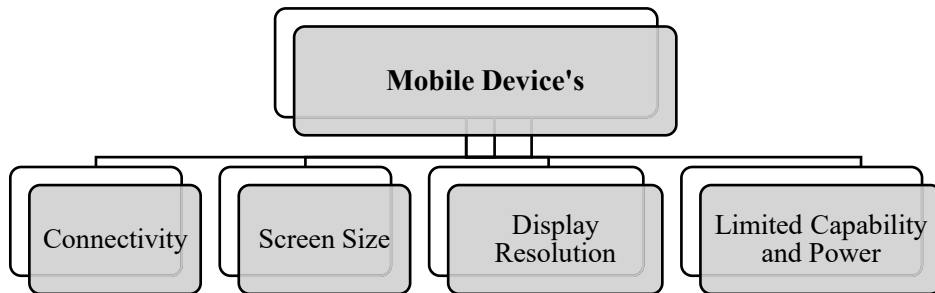 Mobile Device's
Connectivity
Screen Size
Display
Resolution
Limited Capability
and Power